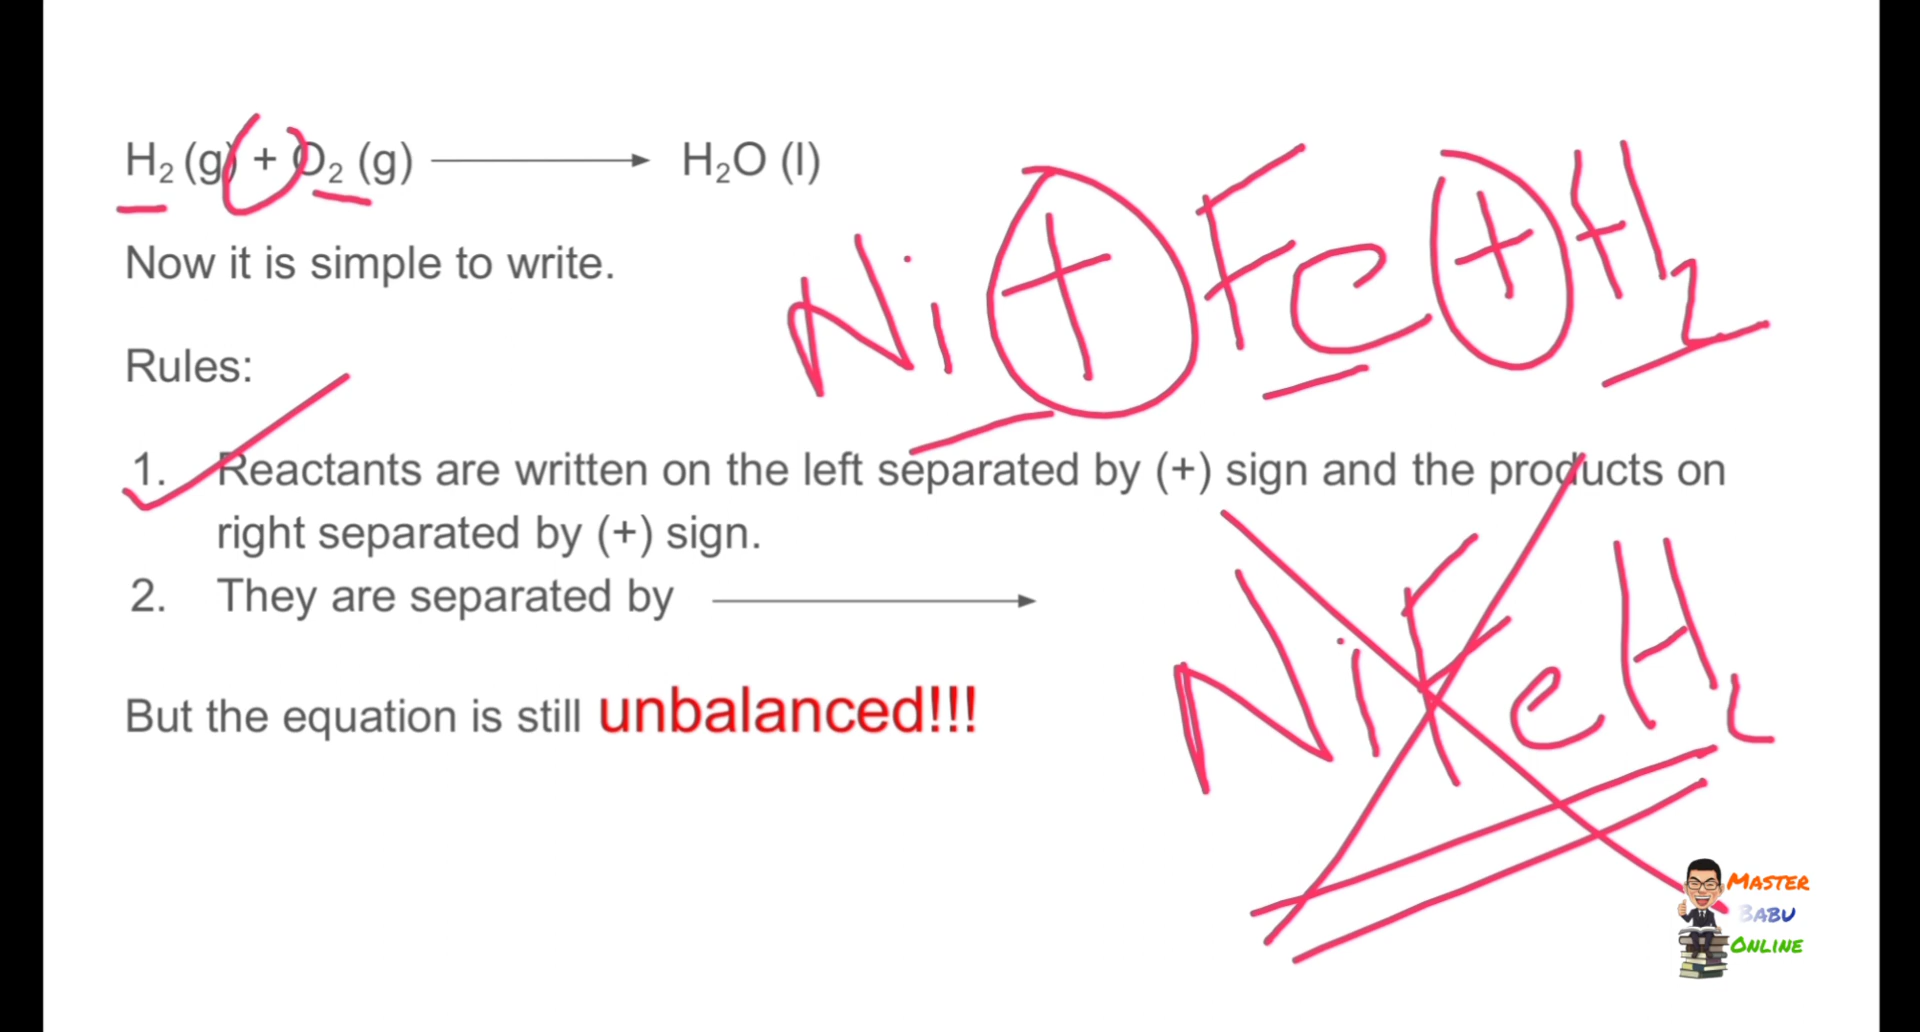 H₂ (g) + O₂ (g) ⟶ H₂O (l)
Now it is simple to write.
Ni + Fe + H₂
Rules:
1. Reactants are written on the left separated by (+) sign and the products on
right separated by (+) sign.
2. They are separated by ⟶
NiFeH₂
But the equation is still unbalanced!!!
MASTER
BABU
ONLINE